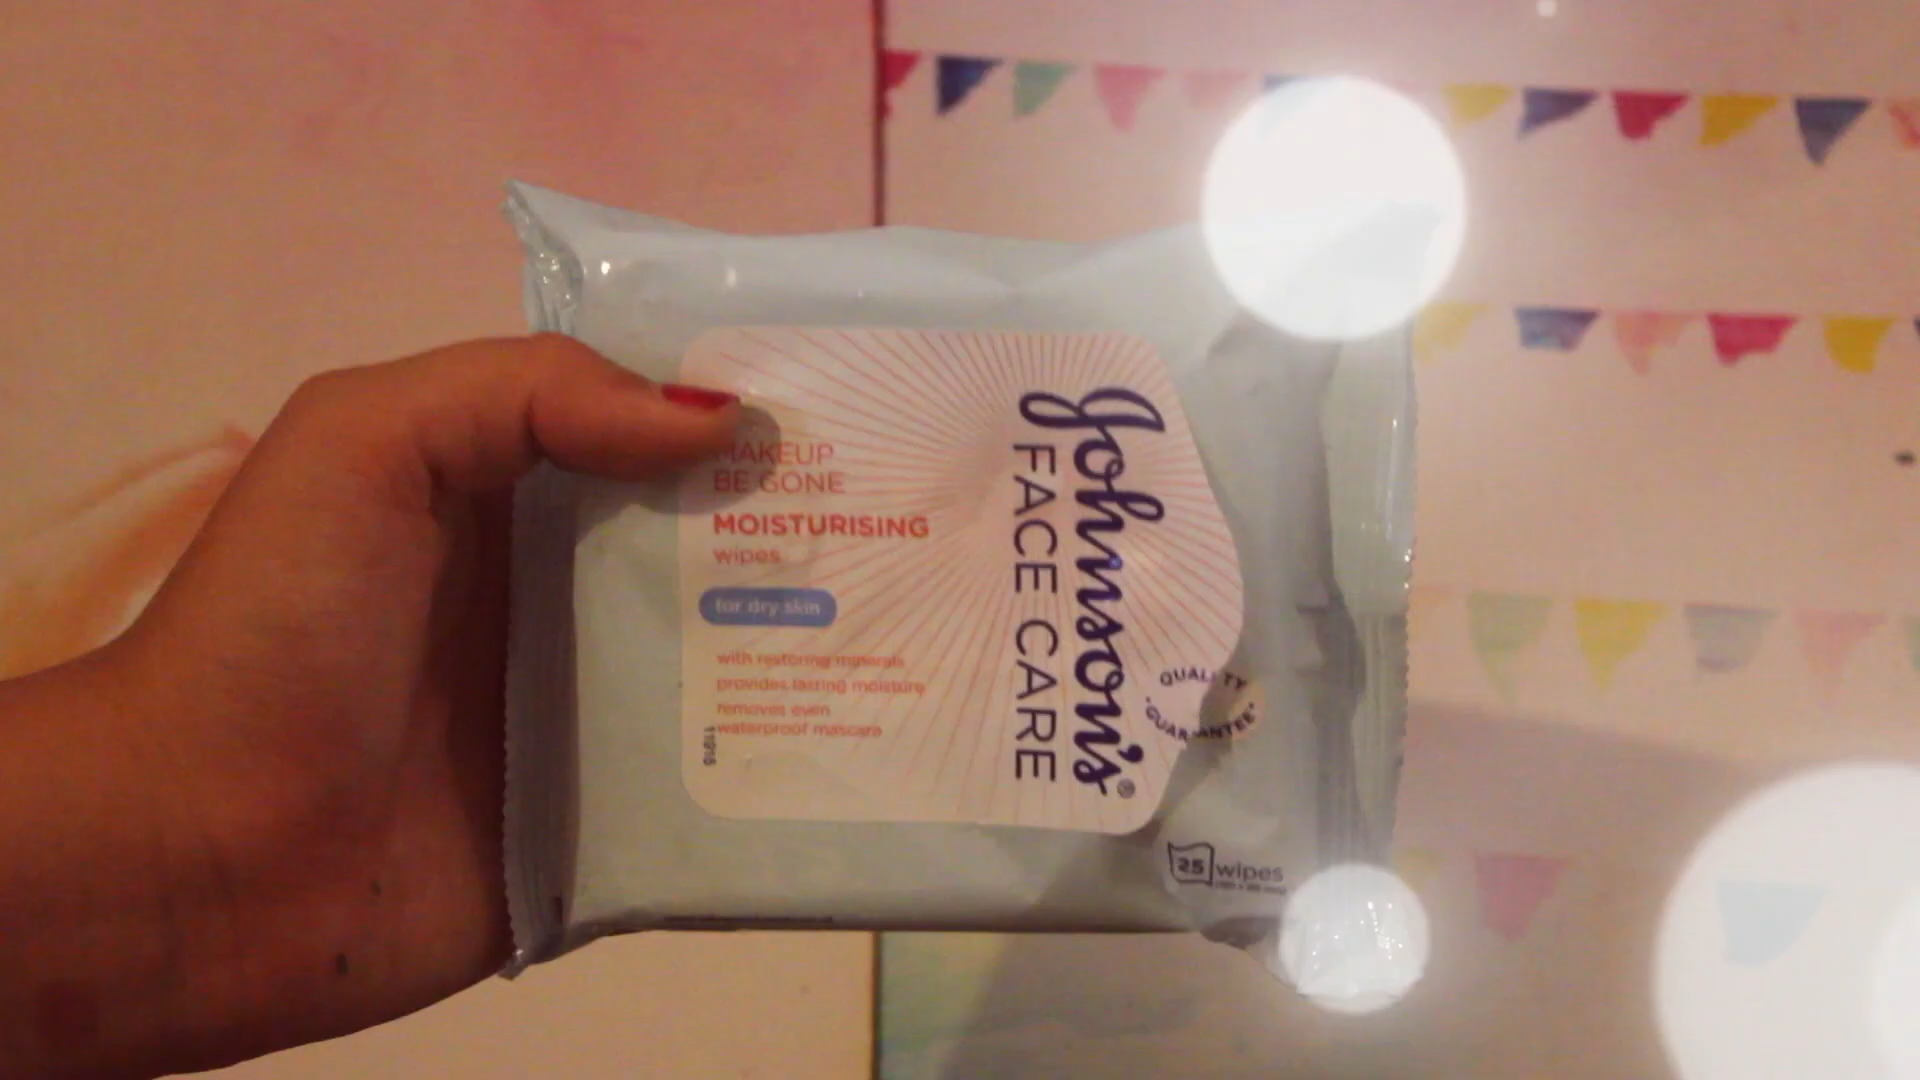 Johnson's®
FACE CARE
MAKEUP
BE GONE
MOISTURISING
wipes
for dry skin
with restoring minerals
provides lasting moisture
removes even
waterproof mascara
QUALITY
GUARANTEE
25 wipes